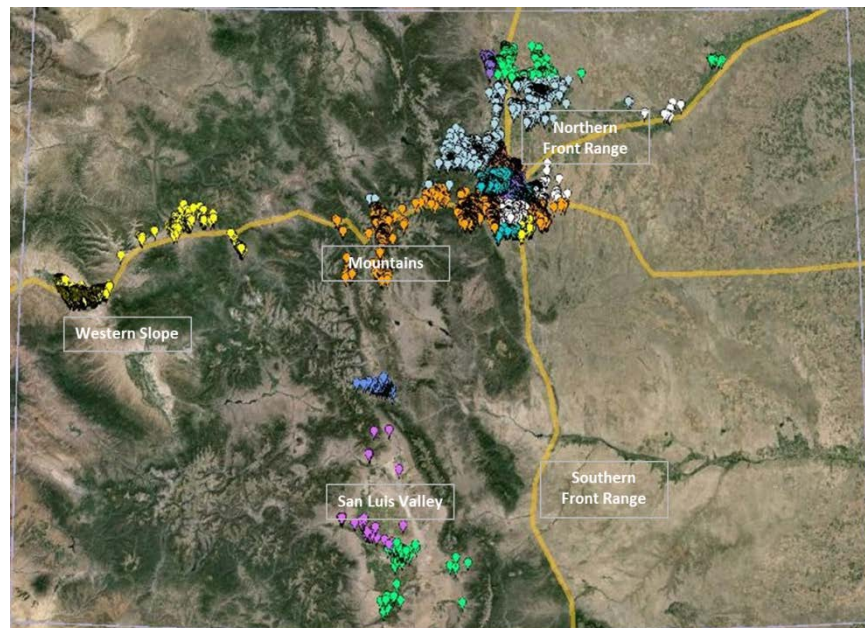 Northern
Front Range
Mountains
Western Slope
Southern
Front Range
San Luis Valley